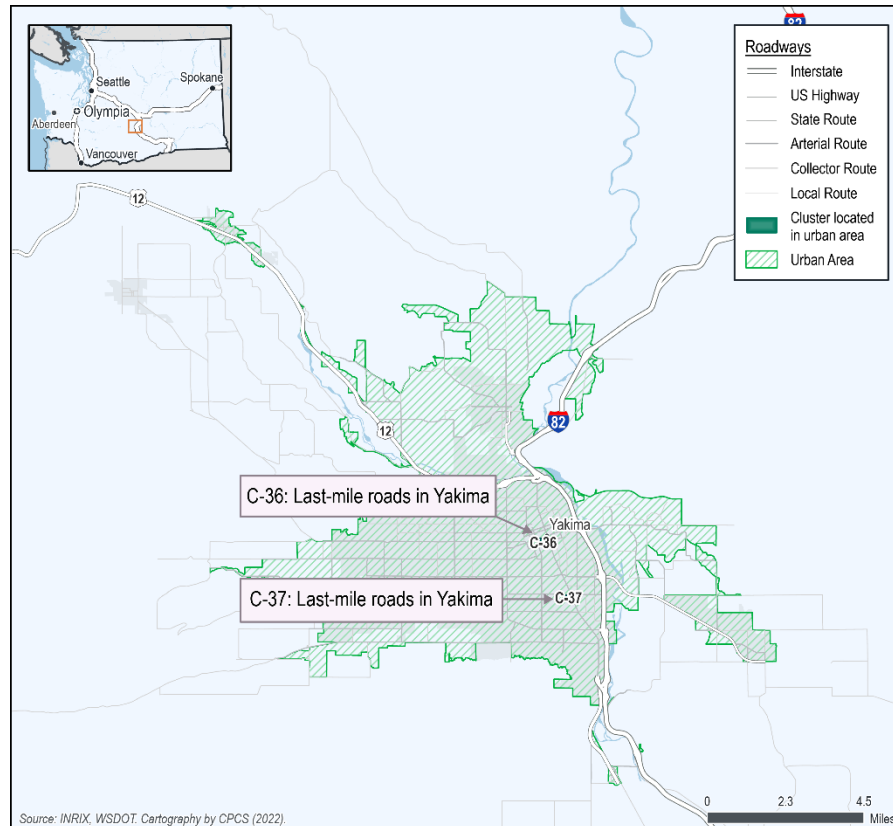 82
Roadways
Interstate
US Highway
State Route
Arterial Route
Collector Route
Local Route
Cluster located
in urban area
Urban Area
Seattle
Spokane
Olympia
Aberdeen
Vancouver
12
82
12
C-36: Last-mile roads in Yakima
Yakima
C-36
C-37: Last-mile roads in Yakima
C-37
0 2.3 4.5
Miles
Source: INRIX, WSDOT. Cartography by CPCS (2022).